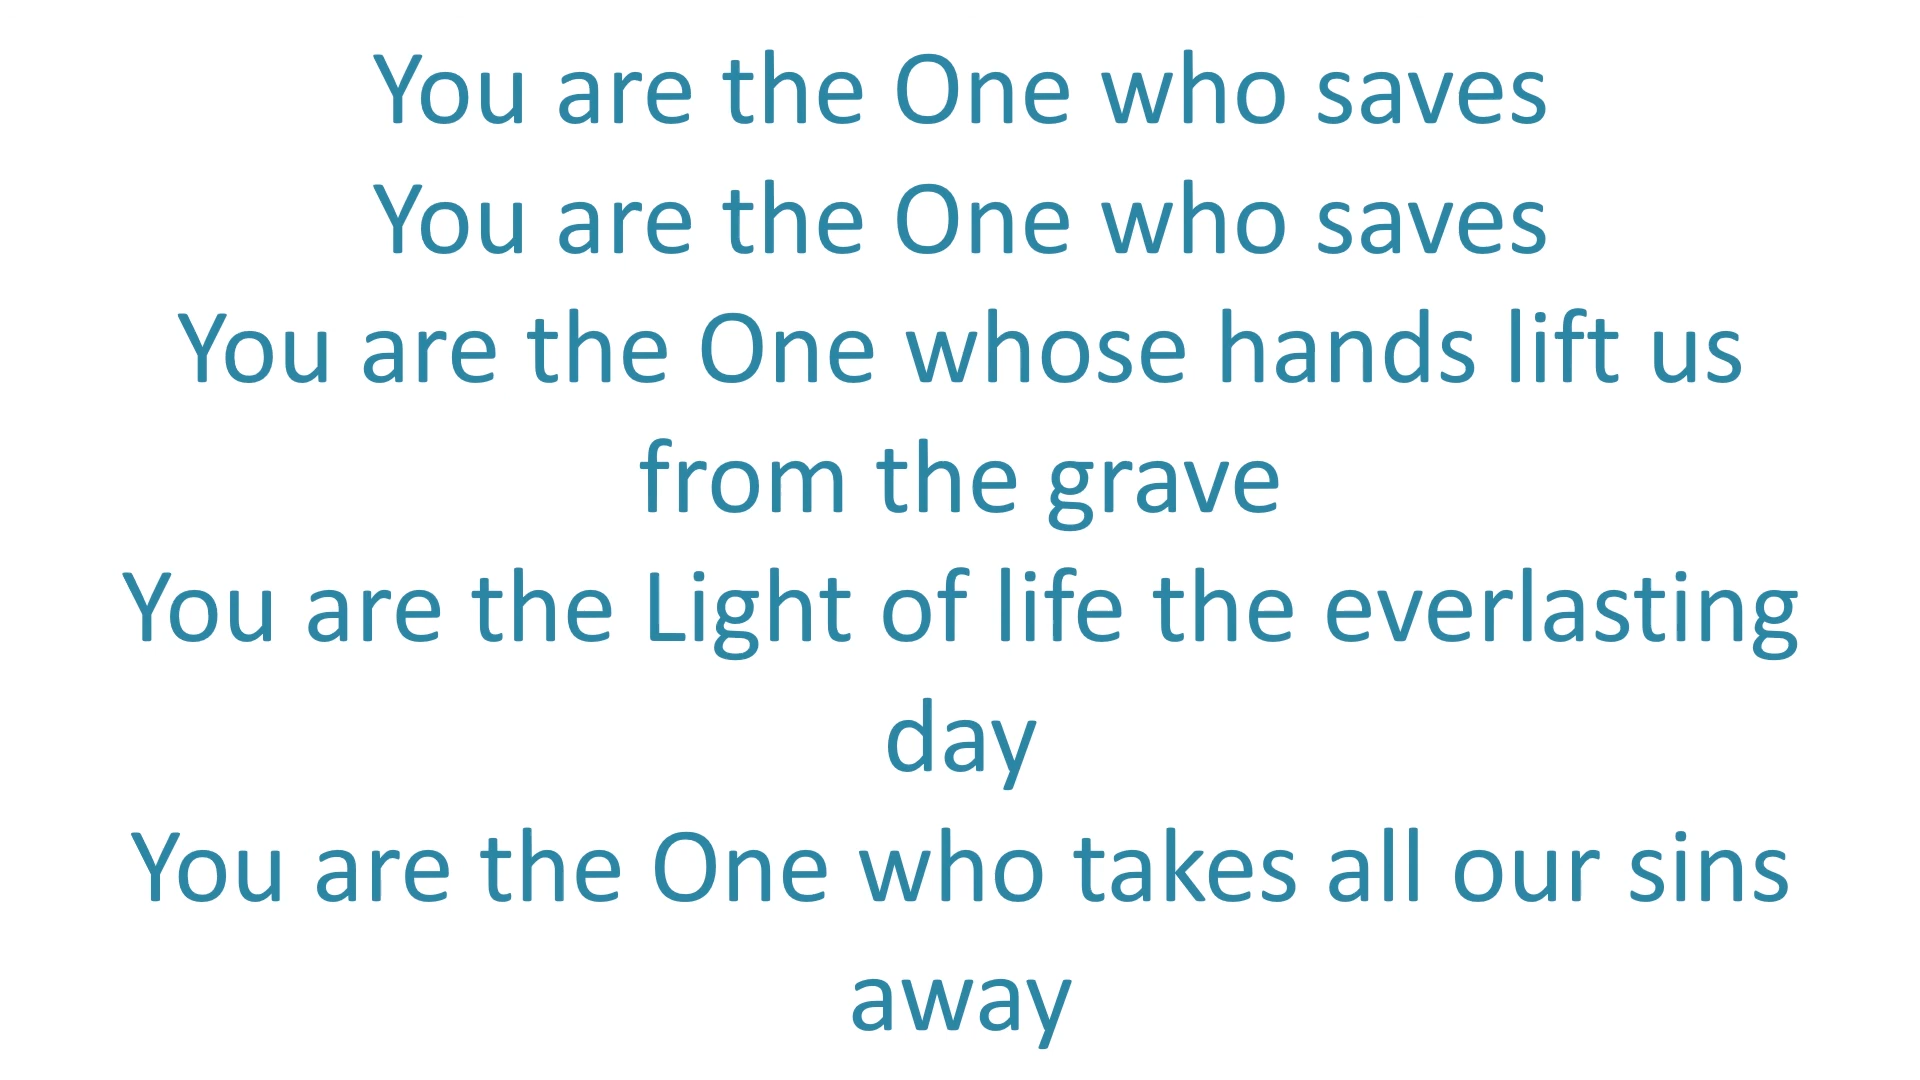 You are the One who saves
You are the One who saves
You are the One whose hands lift us
from the grave
You are the Light of life the everlasting
day
You are the One who takes all our sins
away